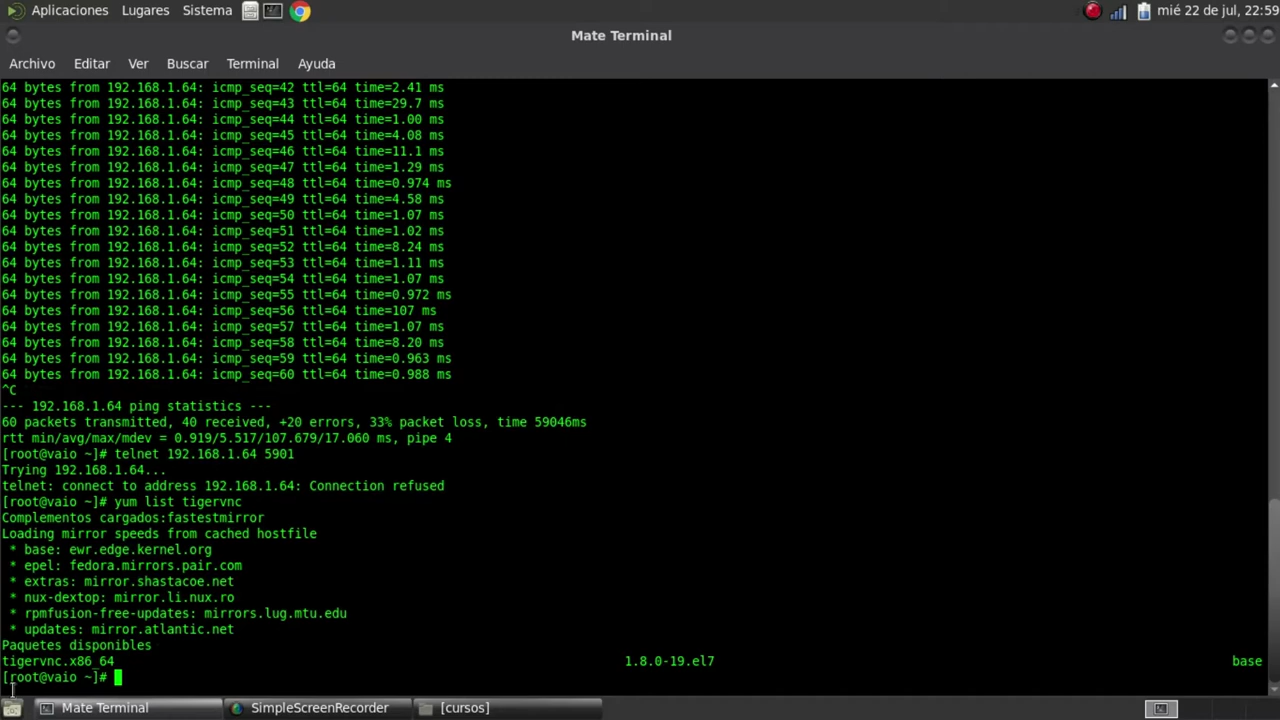 Aplicaciones Lugares Sistema mié 22 de jul, 22:59
Mate Terminal
Archivo Editar Ver Buscar Terminal Ayuda
64 bytes from 192.168.1.64: icmp_seq=42 ttl=64 time=2.41 ms
64 bytes from 192.168.1.64: icmp_seq=43 ttl=64 time=29.7 ms
64 bytes from 192.168.1.64: icmp_seq=44 ttl=64 time=1.00 ms
64 bytes from 192.168.1.64: icmp_seq=45 ttl=64 time=4.08 ms
64 bytes from 192.168.1.64: icmp_seq=46 ttl=64 time=11.1 ms
64 bytes from 192.168.1.64: icmp_seq=47 ttl=64 time=1.29 ms
64 bytes from 192.168.1.64: icmp_seq=48 ttl=64 time=0.974 ms
64 bytes from 192.168.1.64: icmp_seq=49 ttl=64 time=4.58 ms
64 bytes from 192.168.1.64: icmp_seq=50 ttl=64 time=1.07 ms
64 bytes from 192.168.1.64: icmp_seq=51 ttl=64 time=1.02 ms
64 bytes from 192.168.1.64: icmp_seq=52 ttl=64 time=8.24 ms
64 bytes from 192.168.1.64: icmp_seq=53 ttl=64 time=1.11 ms
64 bytes from 192.168.1.64: icmp_seq=54 ttl=64 time=1.07 ms
64 bytes from 192.168.1.64: icmp_seq=55 ttl=64 time=0.972 ms
64 bytes from 192.168.1.64: icmp_seq=56 ttl=64 time=107 ms
64 bytes from 192.168.1.64: icmp_seq=57 ttl=64 time=1.07 ms
64 bytes from 192.168.1.64: icmp_seq=58 ttl=64 time=8.20 ms
64 bytes from 192.168.1.64: icmp_seq=59 ttl=64 time=0.963 ms
64 bytes from 192.168.1.64: icmp_seq=60 ttl=64 time=0.988 ms
^C
--- 192.168.1.64 ping statistics ---
60 packets transmitted, 40 received, +20 errors, 33% packet loss, time 59046ms
rtt min/avg/max/mdev = 0.919/5.517/107.679/17.060 ms, pipe 4
[root@vaio ~]# telnet 192.168.1.64 5901
Trying 192.168.1.64...
telnet: connect to address 192.168.1.64: Connection refused
[root@vaio ~]# yum list tigervnc
Complementos cargados:fastestmirror
Loading mirror speeds from cached hostfile
 * base: ewr.edge.kernel.org
 * epel: fedora.mirrors.pair.com
 * extras: mirror.shastacoe.net
 * nux-dextop: mirror.li.nux.ro
 * rpmfusion-free-updates: mirrors.lug.mtu.edu
 * updates: mirror.atlantic.net
Paquetes disponibles
tigervnc.x86_64 1.8.0-19.el7 base
[root@vaio ~]#
Mate Terminal SimpleScreenRecorder [cursos]